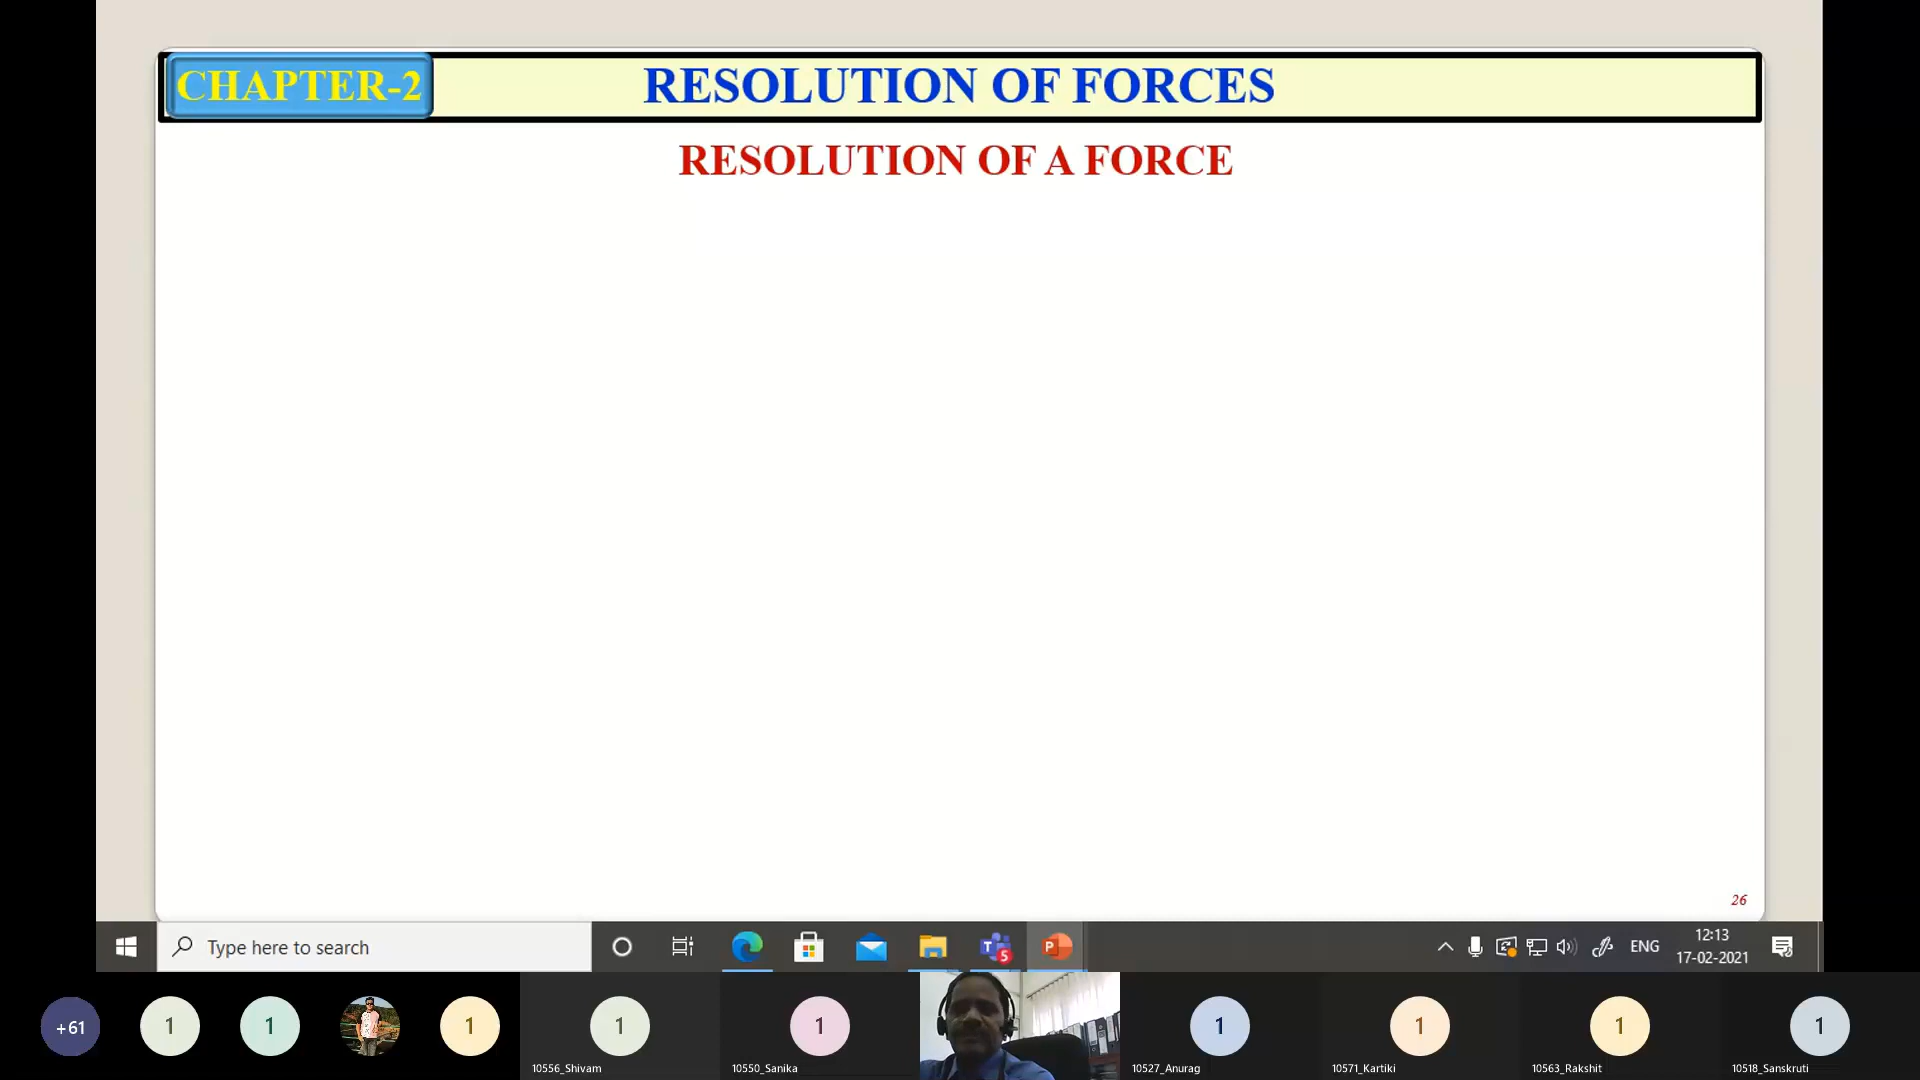 CHAPTER-2
RESOLUTION OF FORCES
RESOLUTION OF A FORCE
26
Type here to search
T
5
P
ENG
12:13
17-02-2021
+61
1
1
1
1
10556_Shivam
1
10550_Sanika
1
10527_Anurag
1
10571_Kartiki
1
10563_Rakshit
1
10518_Sanskruti